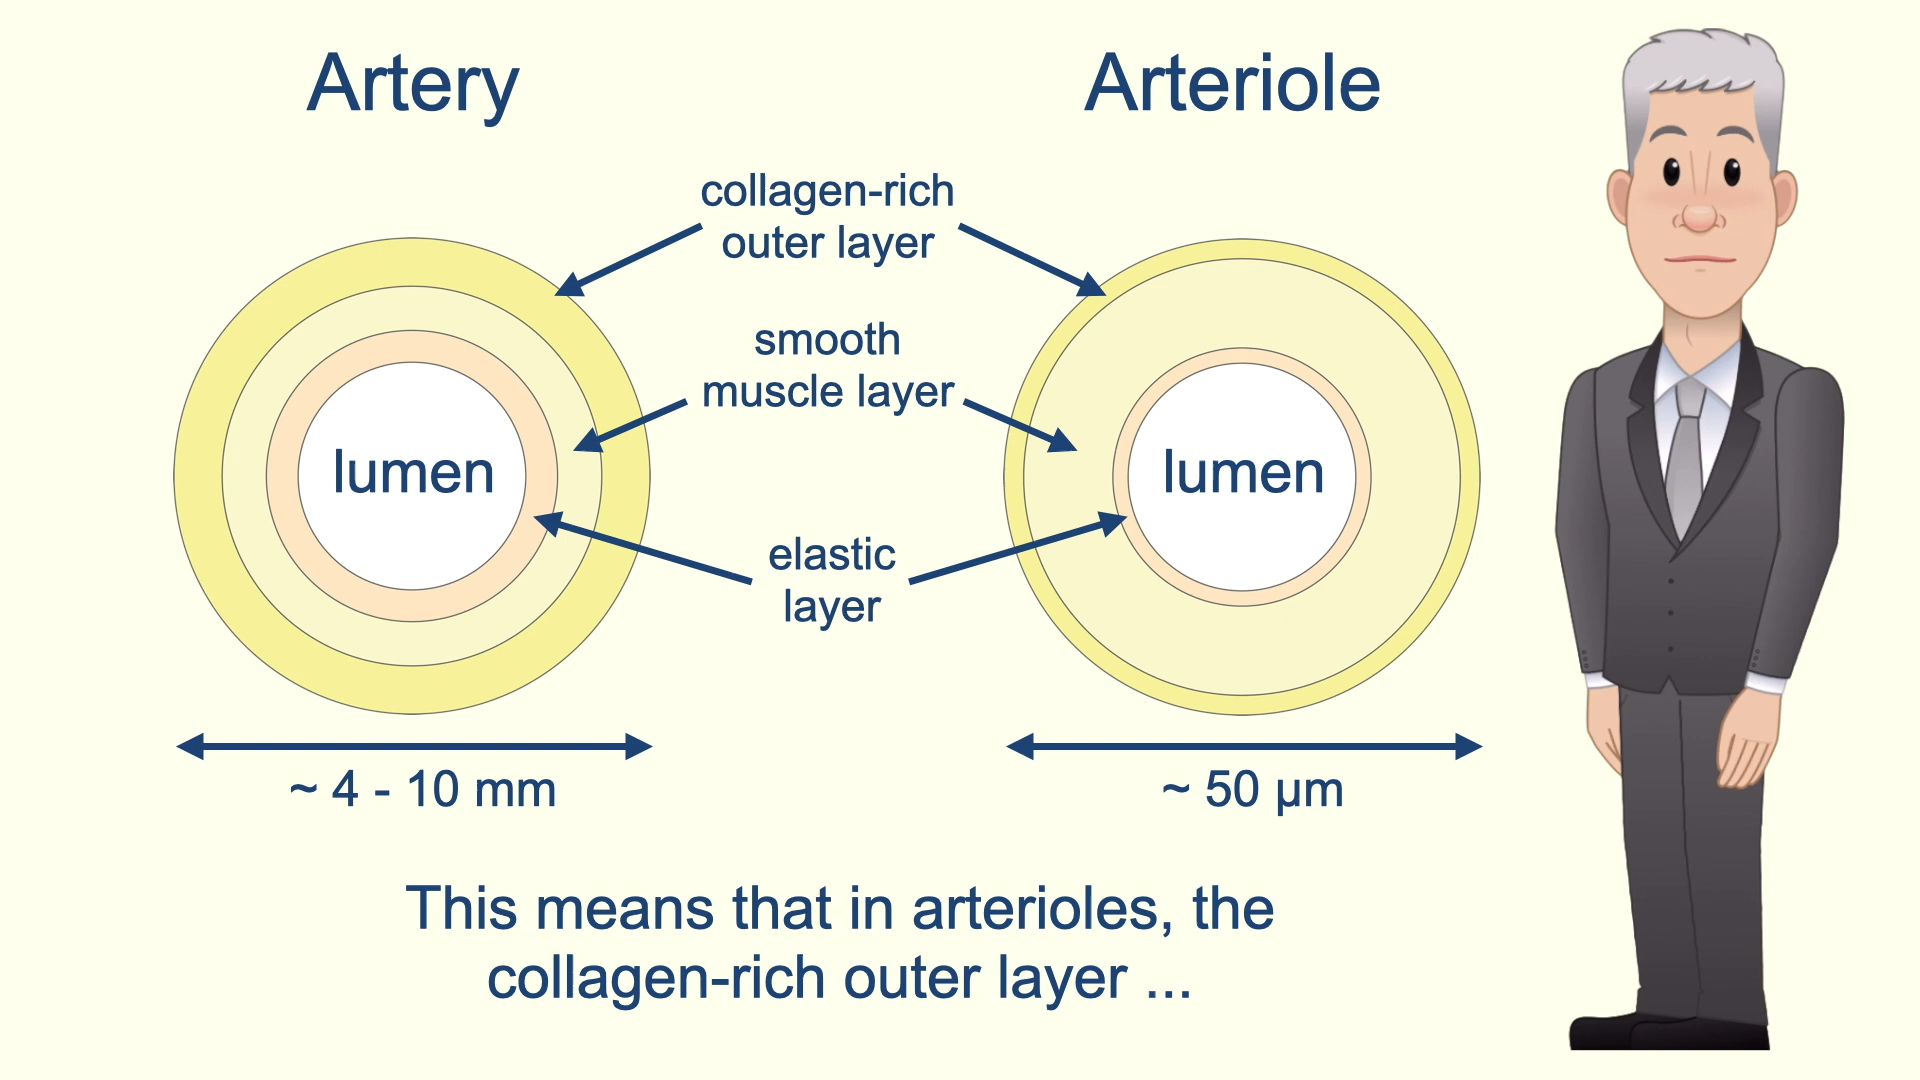 Artery
Arteriole
collagen-rich
outer layer
smooth
muscle layer
lumen
lumen
elastic
layer
~ 4 - 10 mm
~ 50 µm
This means that in arterioles, the
collagen-rich outer layer ...